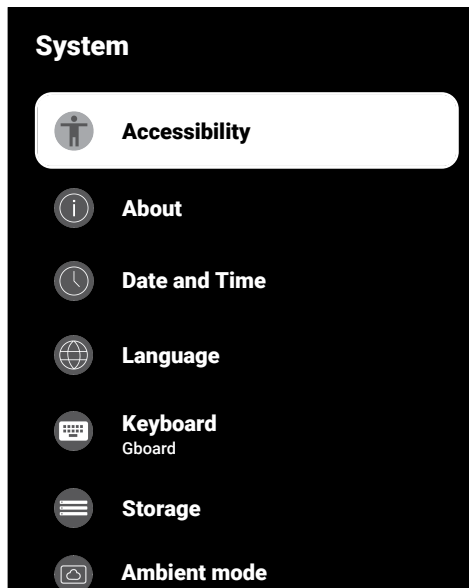 System
Accessibility
About
Date and Time
Language
Keyboard
Gboard
Storage
Ambient mode